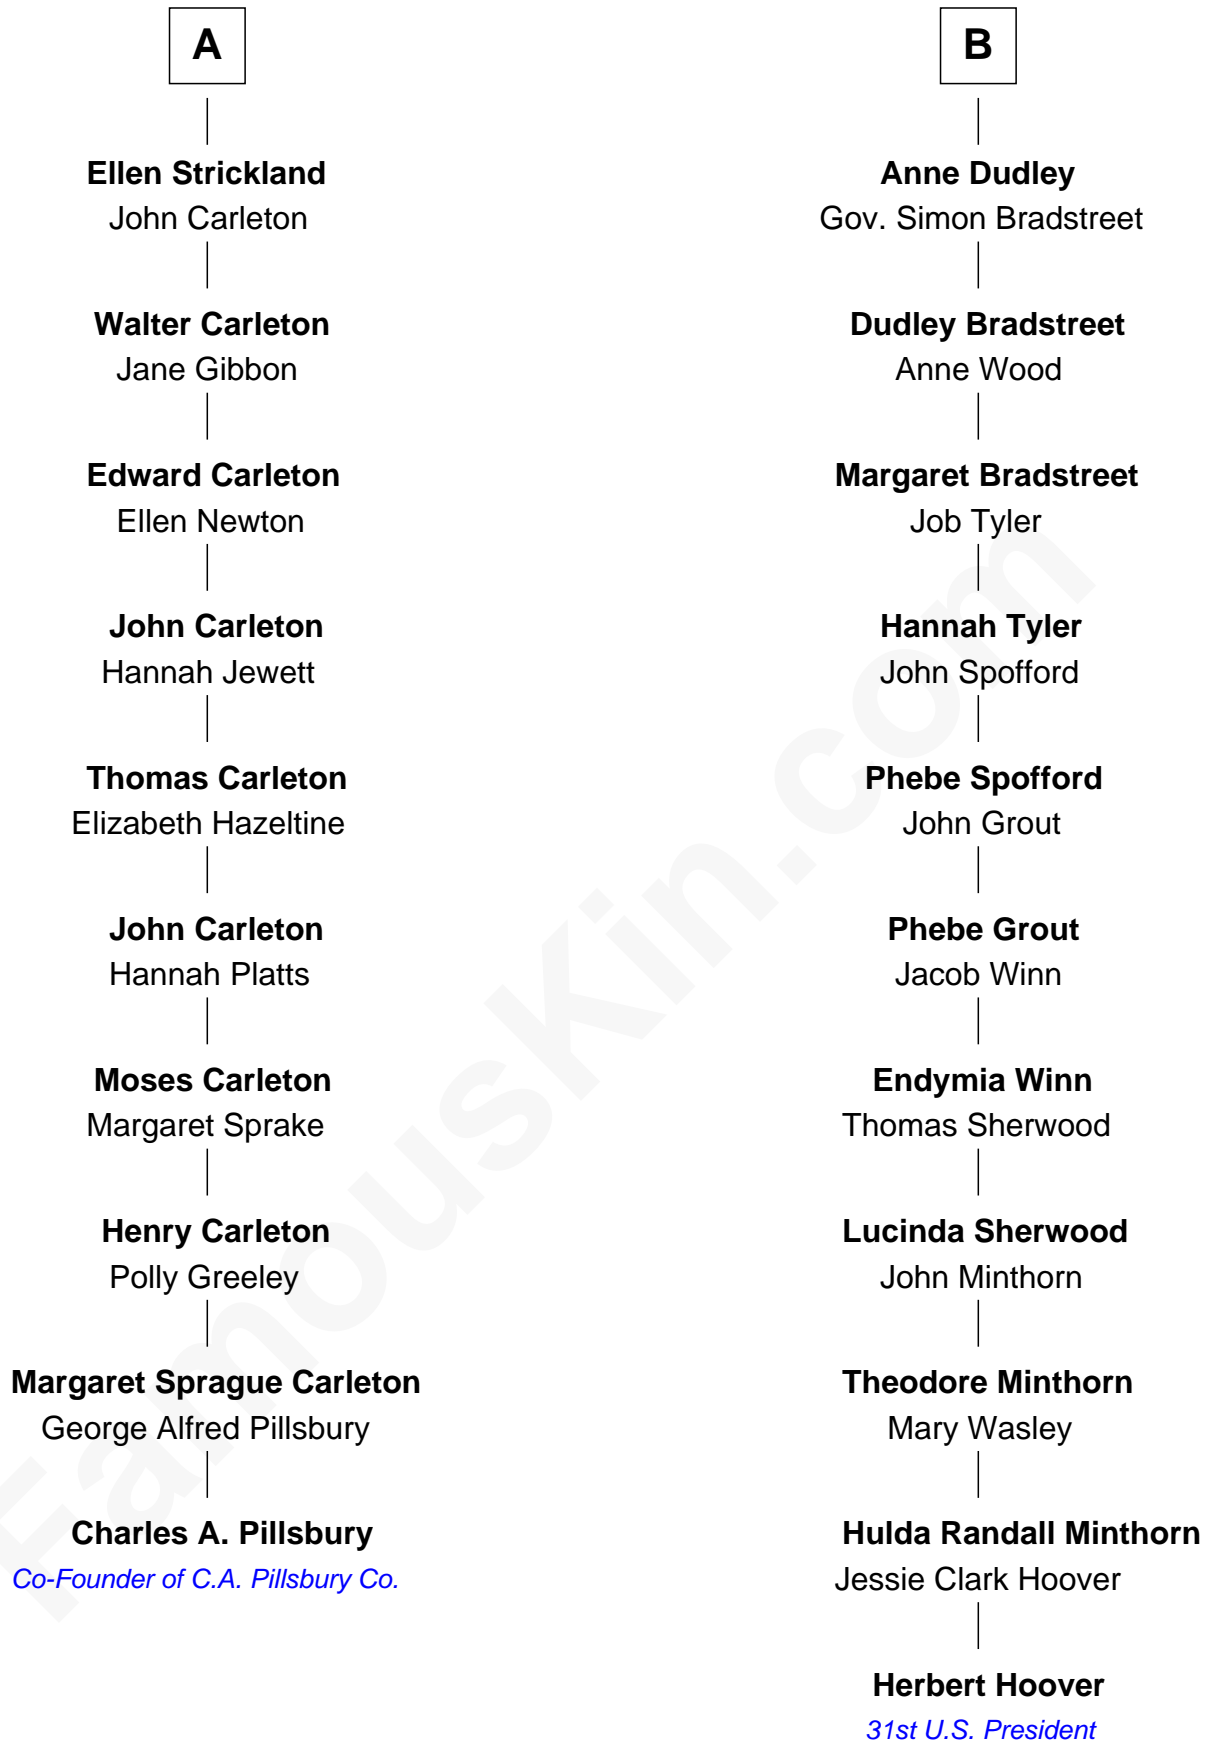 A
Ellen Strickland
John Carleton
Walter Carleton
Jane Gibbon
Edward Carleton
Ellen Newton
John Carleton
Hannah Jewett
Thomas Carleton
Elizabeth Hazeltine
John Carleton
Hannah Platts
Moses Carleton
Margaret Sprake
Henry Carleton
Polly Greeley
Margaret Sprague Carleton
George Alfred Pillsbury
Charles A. Pillsbury
Co-Founder of C.A. Pillsbury Co.
B
Anne Dudley
Gov. Simon Bradstreet
Dudley Bradstreet
Anne Wood
Margaret Bradstreet
Job Tyler
Hannah Tyler
John Spofford
Phebe Spofford
John Grout
Phebe Grout
Jacob Winn
Endymia Winn
Thomas Sherwood
Lucinda Sherwood
John Minthorn
Theodore Minthorn
Mary Wasley
Hulda Randall Minthorn
Jessie Clark Hoover
Herbert Hoover
31st U.S. President
FamousKin.com